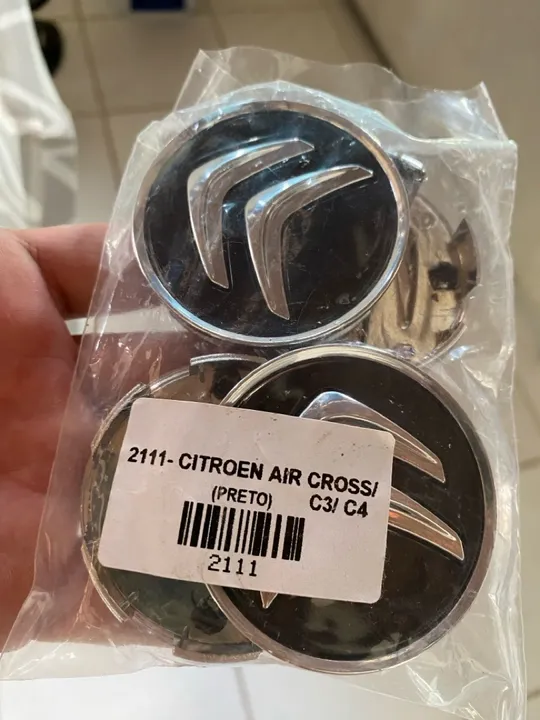 2111- CITROEN AIR CROSS/
(PRETO) C3/ C4
2111